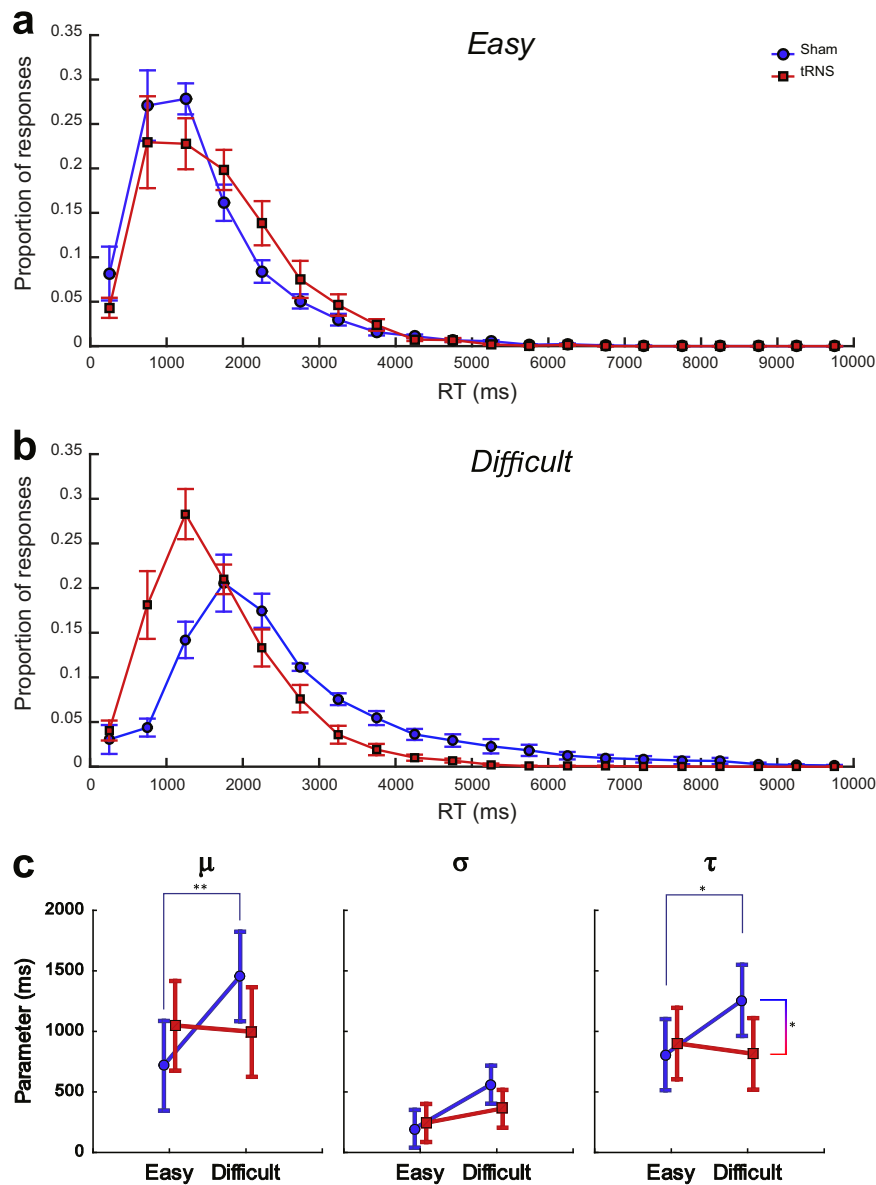 a
Easy
Sham
tRNS
Proportion of responses
0.35
0.3
0.25
0.2
0.15
0.1
0.05
0
0 1000 2000 3000 4000 5000 6000 7000 8000 9000 10000
RT (ms)
b
Difficult
Proportion of responses
0.35
0.3
0.25
0.2
0.15
0.1
0.05
0
0 1000 2000 3000 4000 5000 6000 7000 8000 9000 10000
RT (ms)
c
μ σ τ
** *
*
Parameter (ms)
2000
1500
1000
500
0
Easy Difficult Easy Difficult Easy Difficult